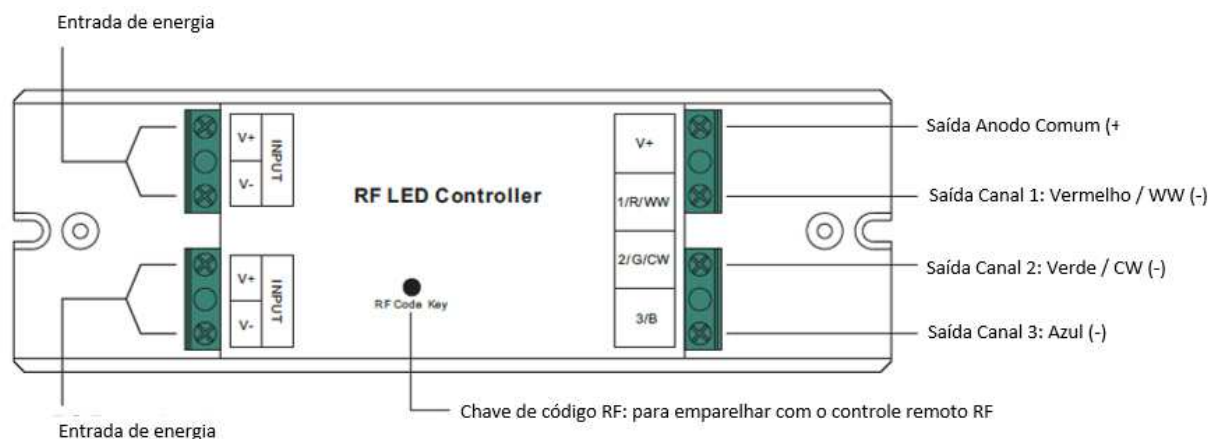 Entrada de energia
V+
V-
INPUT
RF LED Controller
V+
1/R/WW
2/G/CW
3/B
Saída Anodo Comum (+
Saída Canal 1: Vermelho / WW (-)
Saída Canal 2: Verde / CW (-)
Saída Canal 3: Azul (-)
V+
V-
INPUT
RF Code Key
Chave de código RF: para emparelhar com o controle remoto RF
Entrada de energia